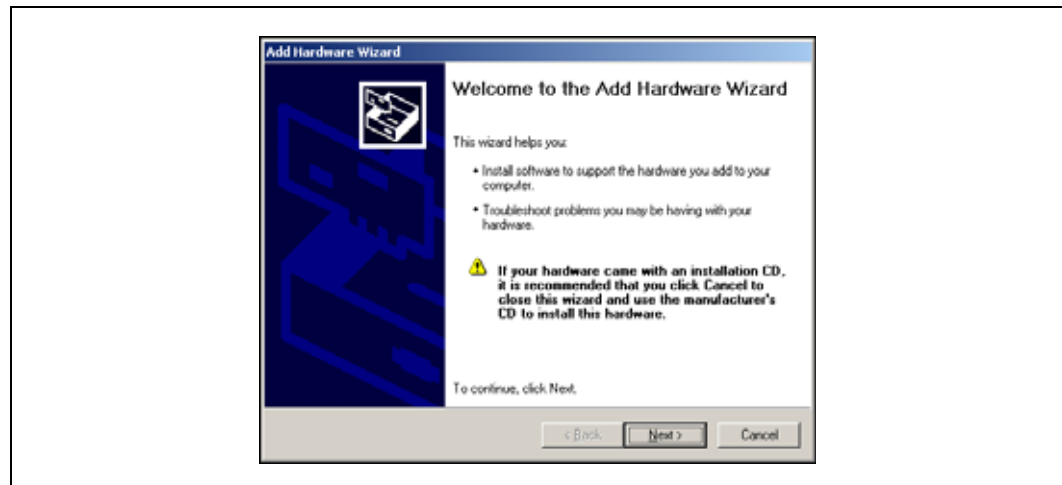 Add Hardware Wizard
Welcome to the Add Hardware Wizard
This wizard helps you:
• Install software to support the hardware you add to your
computer.
• Troubleshoot problems you may be having with your
hardware.
If your hardware came with an installation CD,
it is recommended that you click Cancel to
close this wizard and use the manufacturer's
CD to install this hardware.
To continue, click Next.
< Back
Next >
Cancel